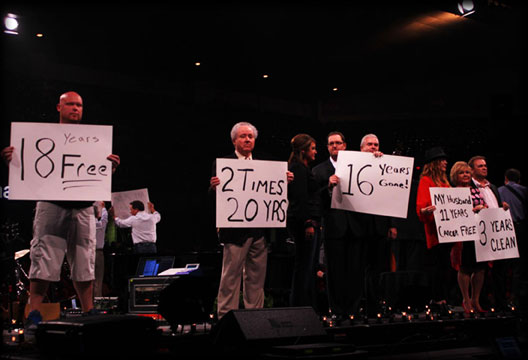 YEARS
18 Free
2 TIMES
20 YRS
16 YEARS
Gone!
MY Husband
11 YEARS
CANCER FREE
3 YEARS
CLEAN